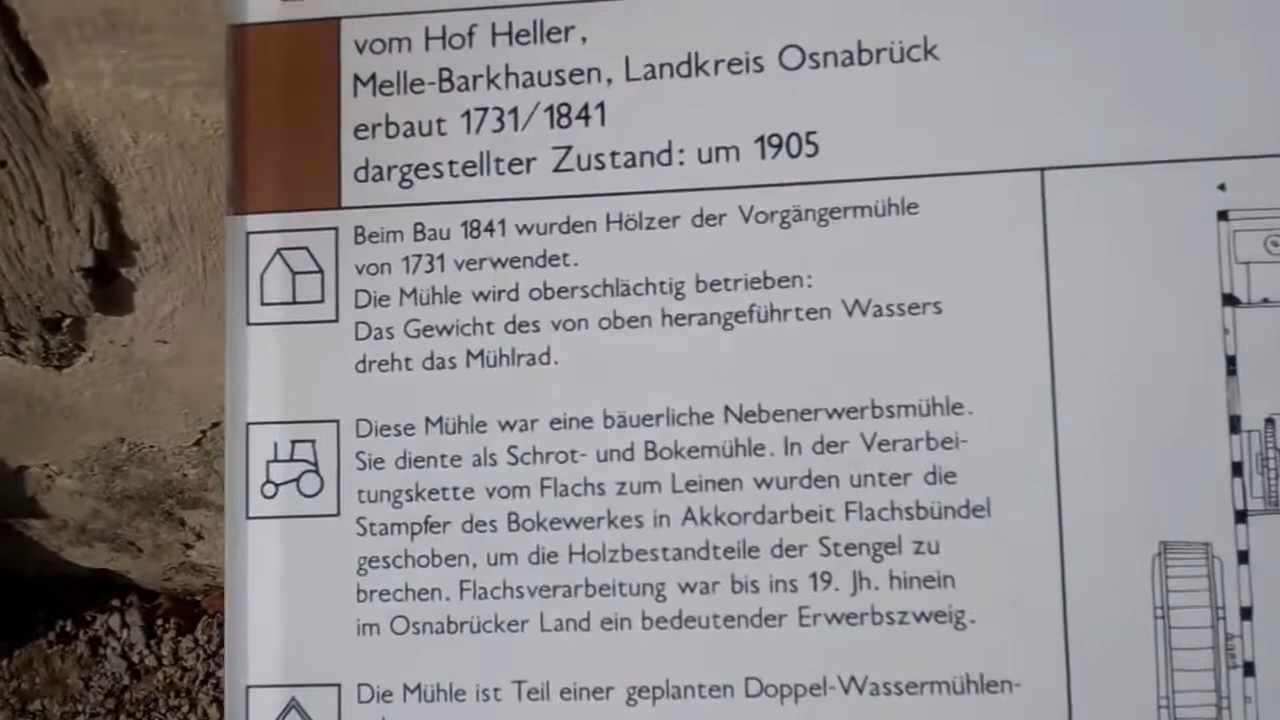 vom Hof Heller,
Melle-Barkhausen, Landkreis Osnabrück
erbaut 1731/1841
dargestellter Zustand: um 1905
Beim Bau 1841 wurden Hölzer der Vorgängermühle
von 1731 verwendet.
Die Mühle wird oberschlächtig betrieben:
Das Gewicht des von oben herangeführten Wassers
dreht das Mühlrad.
Diese Mühle war eine bäuerliche Nebenerwerbsmühle.
Sie diente als Schrot- und Bokemühle. In der Verarbei-
tungskette vom Flachs zum Leinen wurden unter die
Stampfer des Bokewerkes in Akkordarbeit Flachsbündel
geschoben, um die Holzbestandteile der Stengel zu
brechen. Flachsverarbeitung war bis ins 19. Jh. hinein
im Osnabrücker Land ein bedeutender Erwerbszweig.
Die Mühle ist Teil einer geplanten Doppel-Wassermühlen-